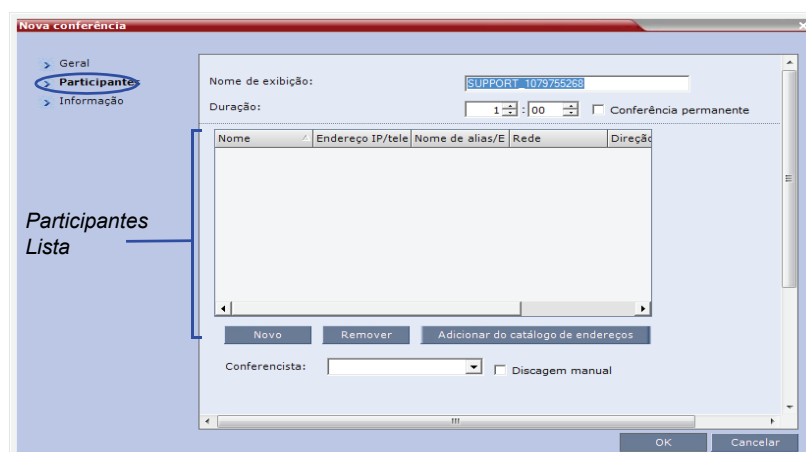 Nova conferência
Geral
Participantes
Informação
Nome de exibição:
SUPPORT_1079755268
Duração:
1 : 00
Conferência permanente
Nome
Endereço IP/tele
Nome de alias/E
Rede
Direção
Participantes
Lista
Novo
Remover
Adicionar do catálogo de endereços
Conferencista:
Discagem manual
OK
Cancelar